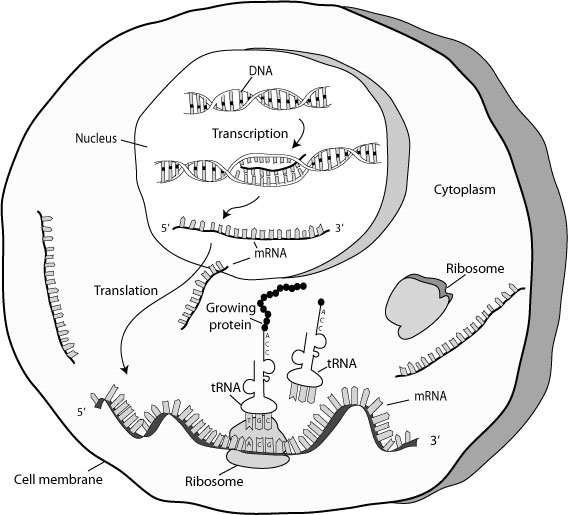 DNA
Transcription
Nucleus
Cytoplasm
5'
3'
mRNA
Ribosome
Translation
Growing
protein
A
C
C
A
C
C
tRNA
tRNA
mRNA
5'
A C G
3'
Cell membrane
Ribosome